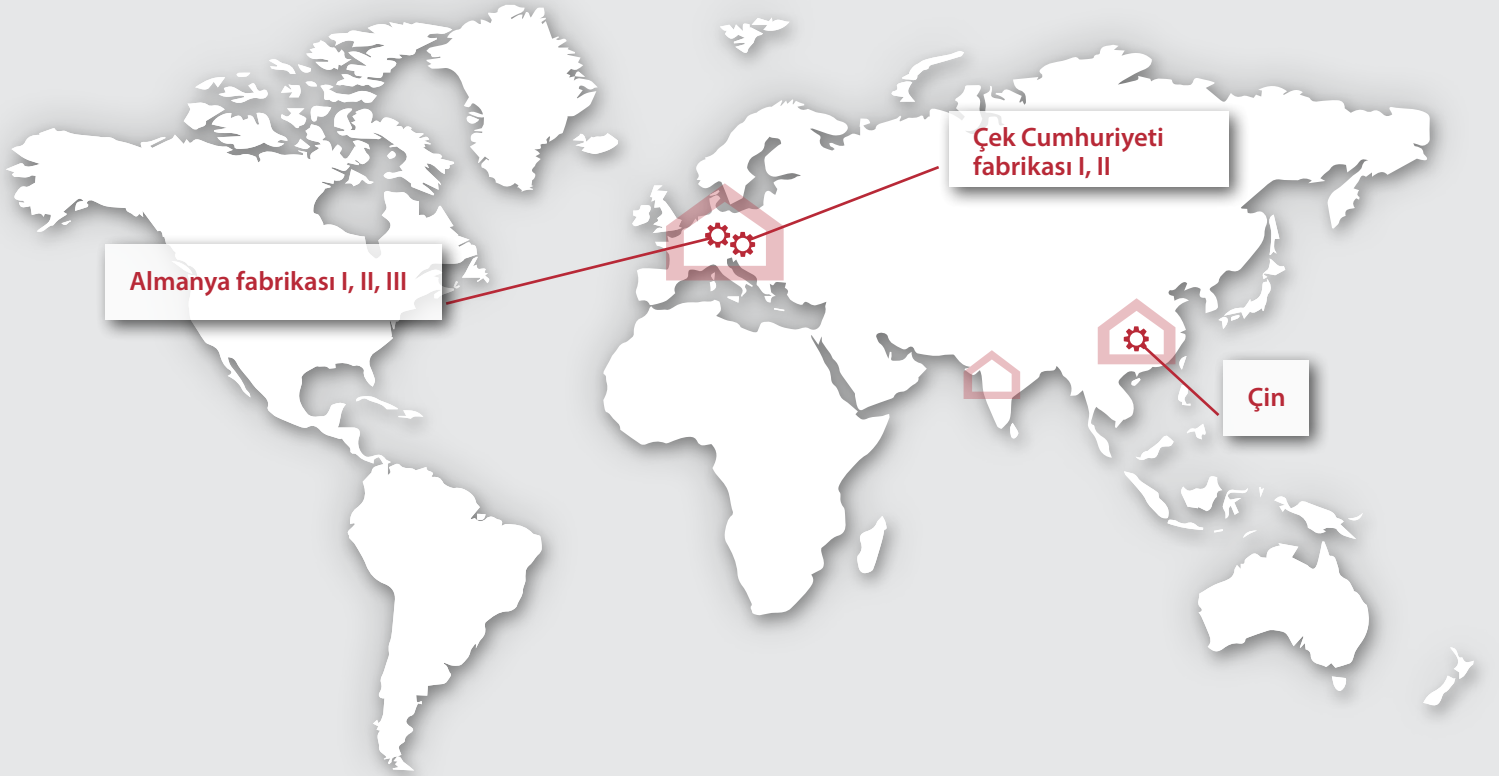 Çek Cumhuriyeti
fabrikası I, II
Almanya fabrikası I, II, III
Çin